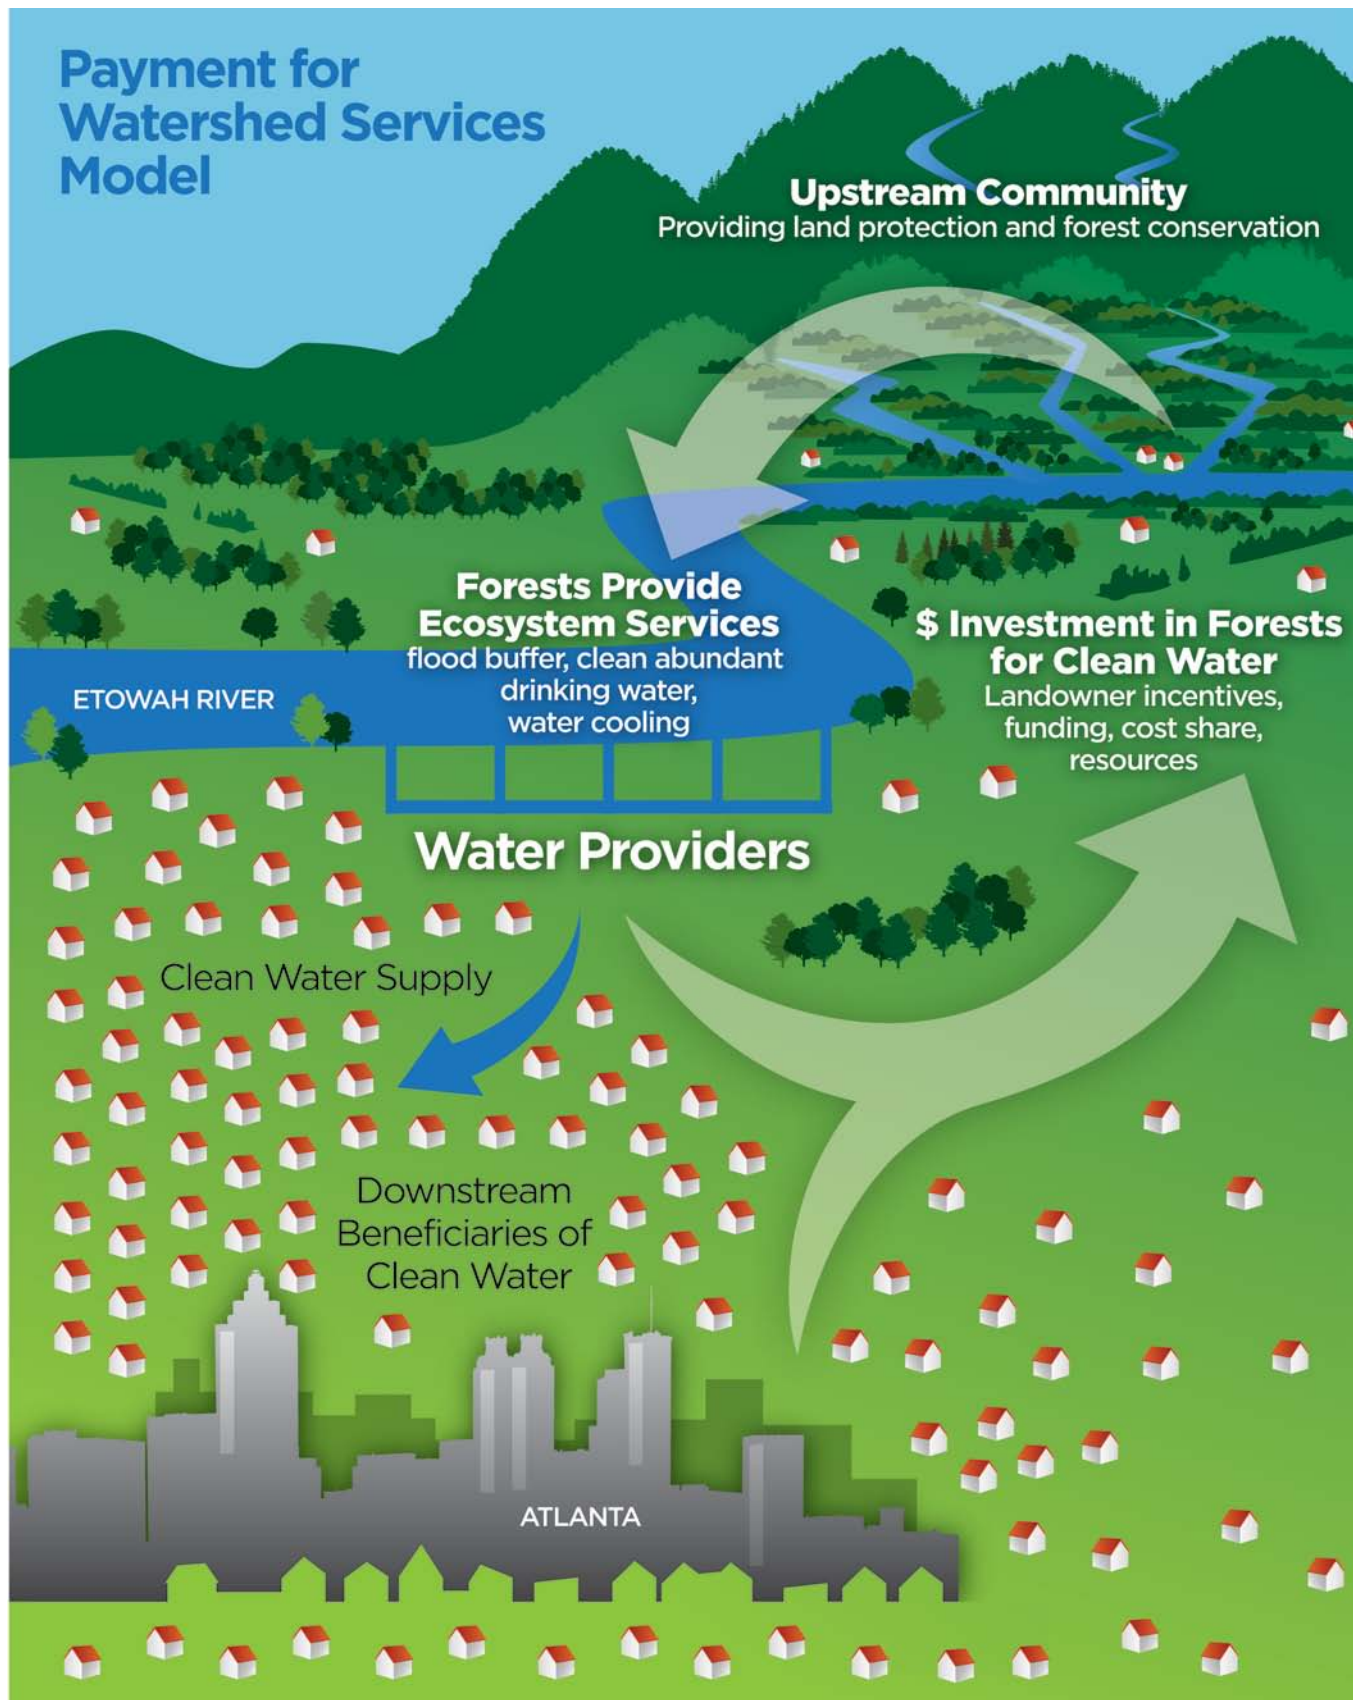 Payment for
Watershed Services
Model
Upstream Community
Providing land protection and forest conservation
Forests Provide
Ecosystem Services
flood buffer, clean abundant
drinking water,
water cooling
$ Investment in Forests
for Clean Water
Landowner incentives,
funding, cost share,
resources
ETOWAH RIVER
Water Providers
Clean Water Supply
Downstream
Beneficiaries of
Clean Water
ATLANTA